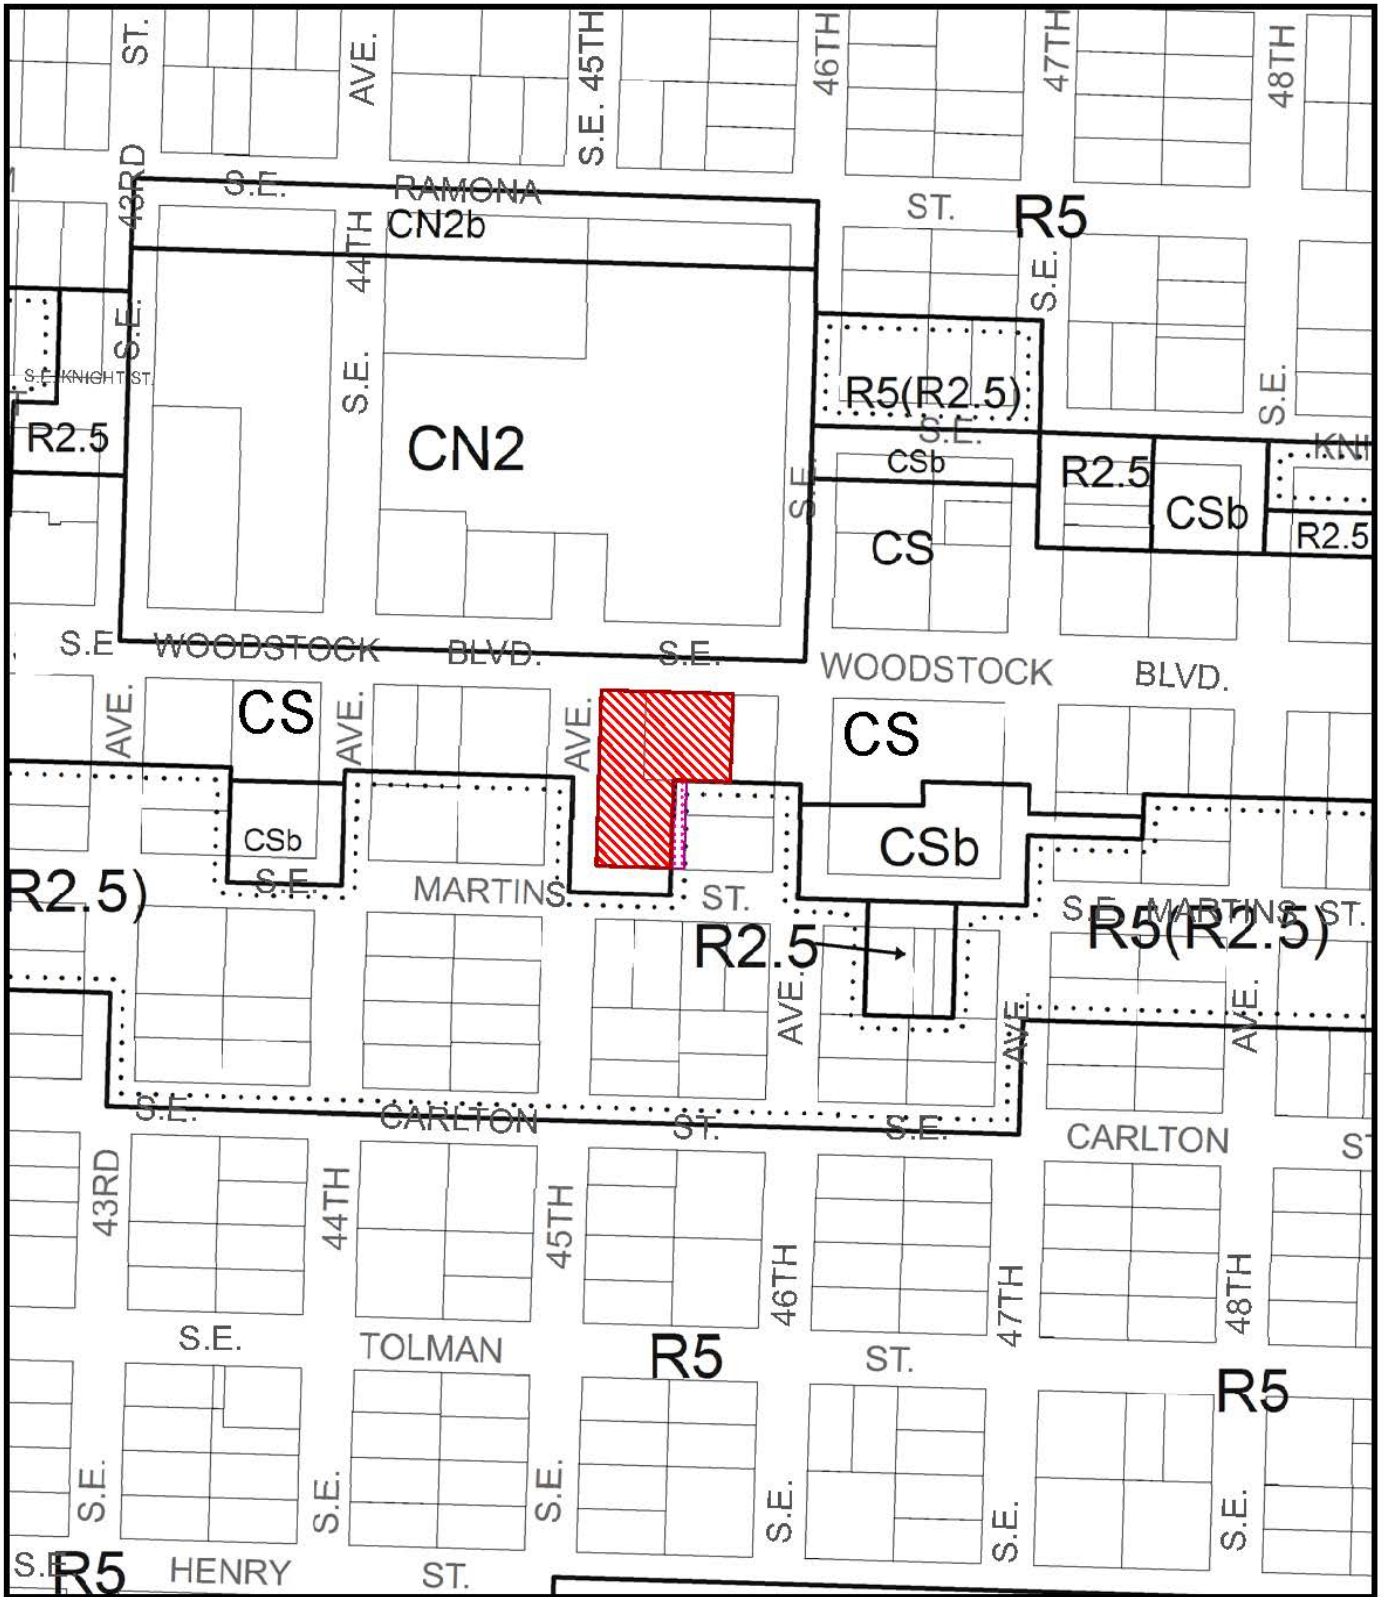 ST.
AVE.
S.E. 45TH
46TH
47TH
48TH
43RD
S.E.
RAMONA
ST.
R5
CN2b
44TH
S.E.
S.E.
S.E. KNIGHT ST.
S.E.
R5(R2.5)
S.E.
S.E.
KNI
R2.5
CN2
CSb
R2.5
CSb
S.E.
CS
R2.5
S.E
WOODSTOCK
BLVD.
S.E.
WOODSTOCK
BLVD.
AVE.
CS
AVE.
AVE.
CS
CSb
CSb
S.E.
MARTINS
ST.
R2.5)
S.E.
MARTINS
ST.
R5(R2.5)
R2.5
AVE.
AVE.
AVE.
S.E.
CARLTON
ST.
S.E.
CARLTON
ST
43RD
44TH
45TH
46TH
47TH
48TH
S.E.
TOLMAN
ST.
R5
R5
S.E.
S.E.
S.E.
S.E.
S.E.
S.E.
S.E
R5
HENRY
ST.